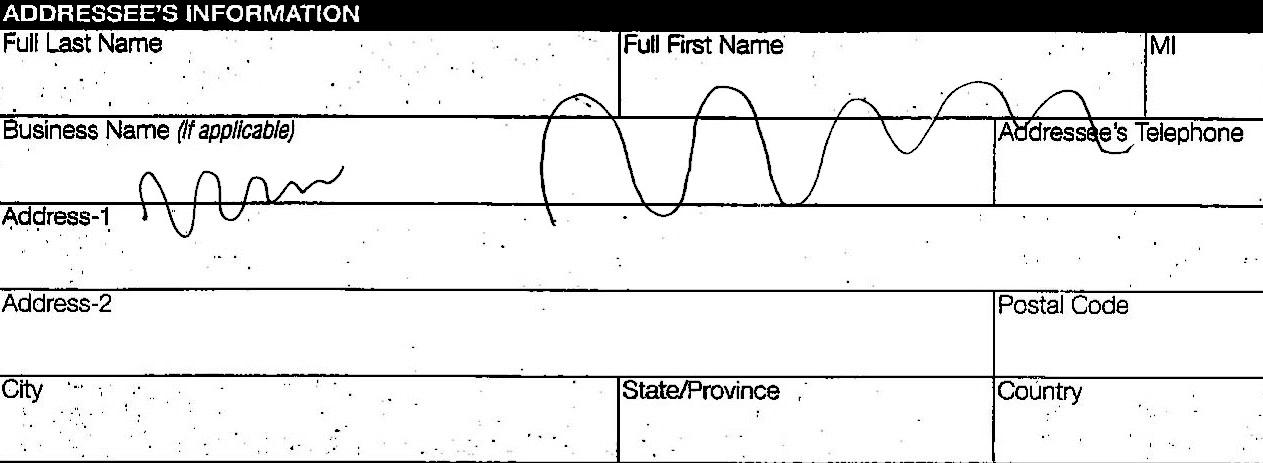 ADDRESSEE'S INFORMATION
Full Last Name Full First Name MI
Business Name (If applicable) Addressee's Telephone
Address-1
Address-2 Postal Code
City State/Province Country